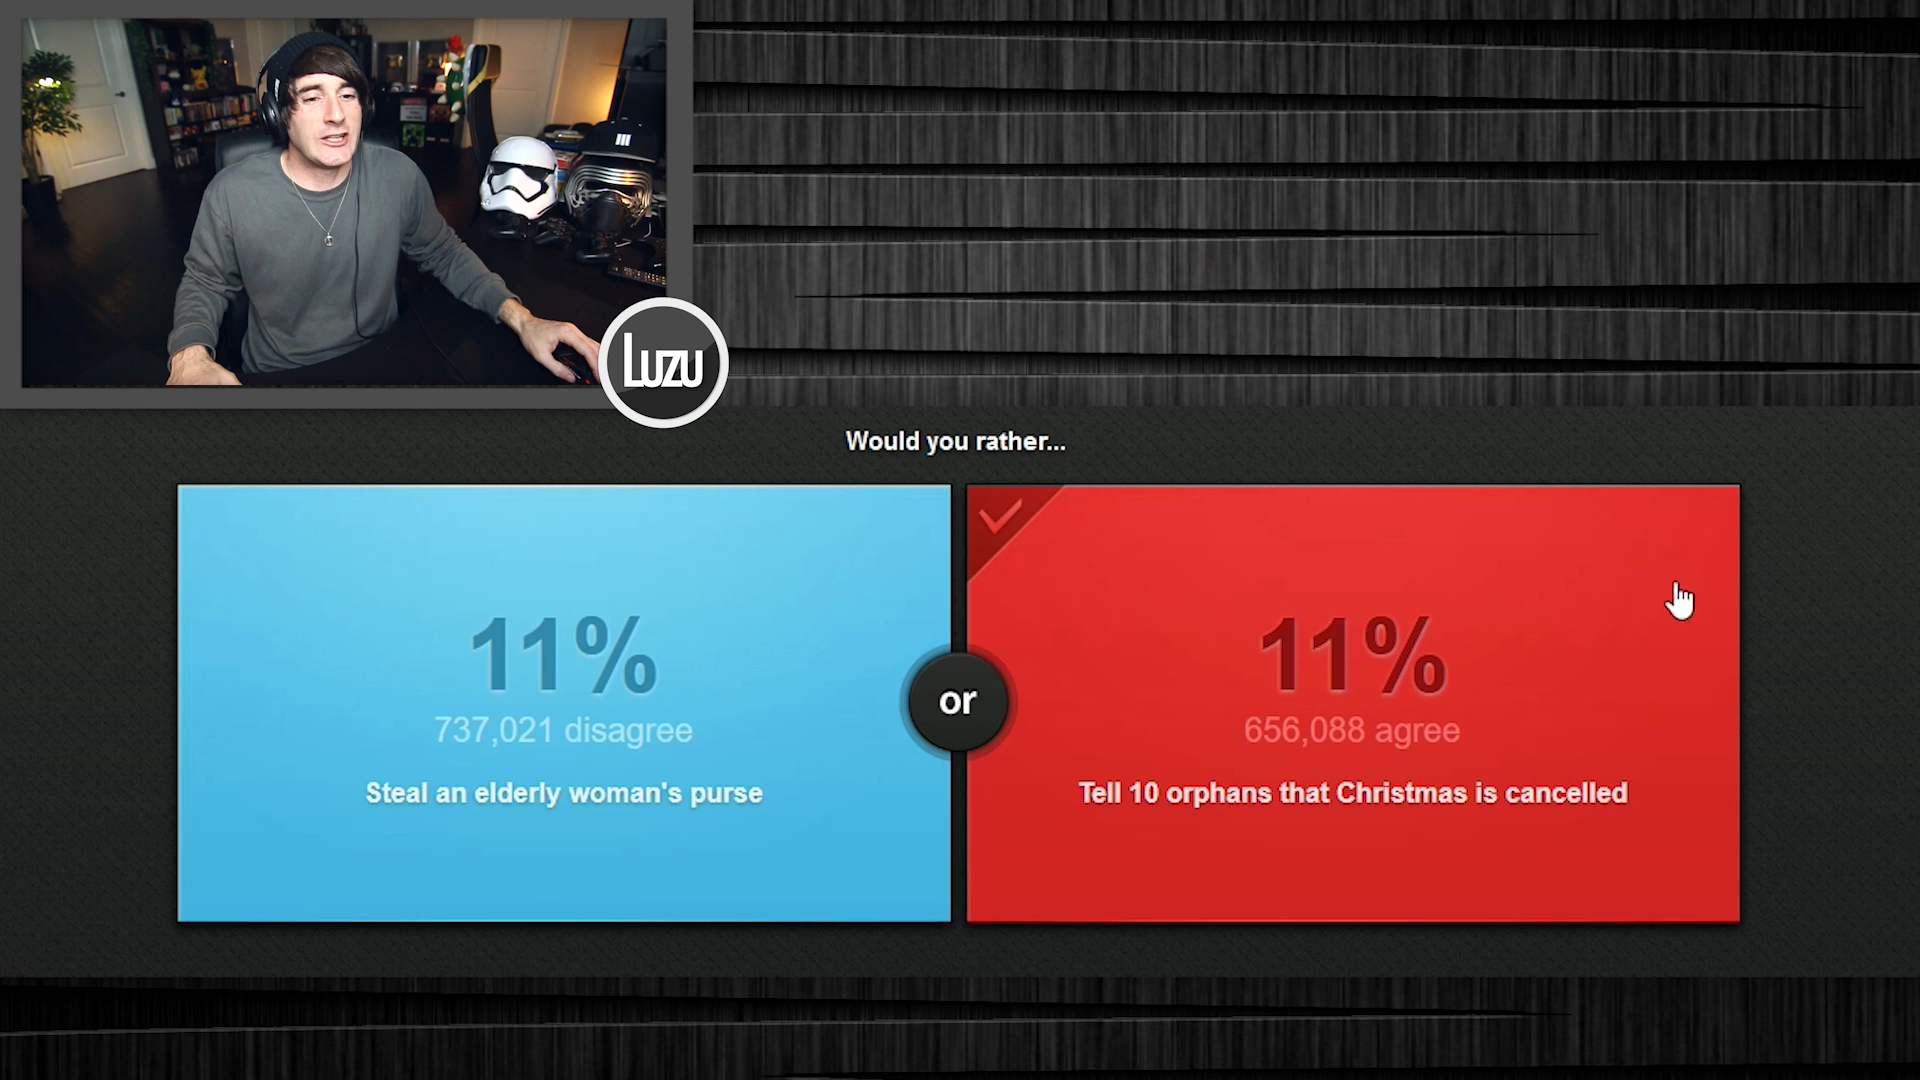 Luzu
Would you rather...
11%
737,021 disagree
Steal an elderly woman's purse
or
11%
656,088 agree
Tell 10 orphans that Christmas is cancelled